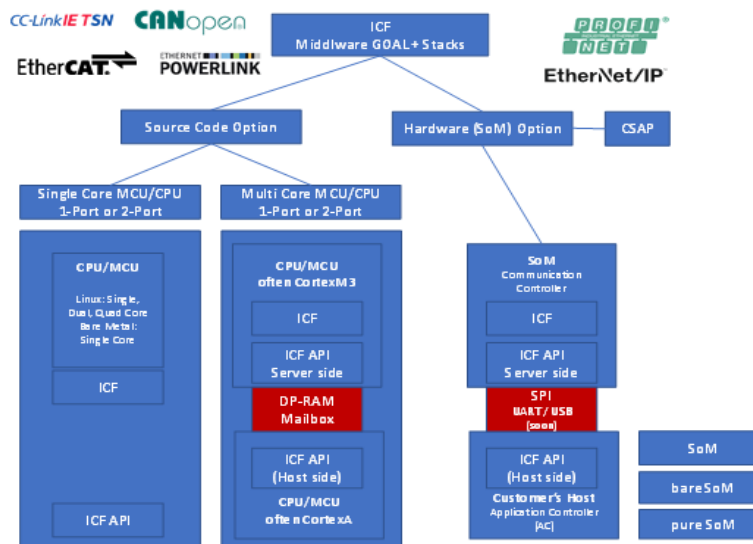 CC-Link IE TSN
CANopen
EtherCAT.
ETHERNET
POWERLINK
ICF
Middlware GOAL + Stacks
PROFI
NET
EtherNet/IP
Source Code Option
Hardware (SoM) Option
CSAP
Single Core MCU/CPU
1-Port or 2-Port
Multi Core MCU/CPU
1-Port or 2-Port
CPU/MCU
Linux: Single,
Dual, Quad Core
Bare Metal:
Single Core
ICF
ICF API
CPU/MCU
often CortexM3
ICF
ICF API
Server side
DP-RAM
Mailbox
ICF API
(Host side)
CPU/MCU
often CortexA
SoM
Communication
Controller
ICF
ICF API
Server side
SPI
UART/ USB
(soon)
ICF API
(Host side)
Customer's Host
Application Controller
(AC)
SoM
bareSoM
pureSoM